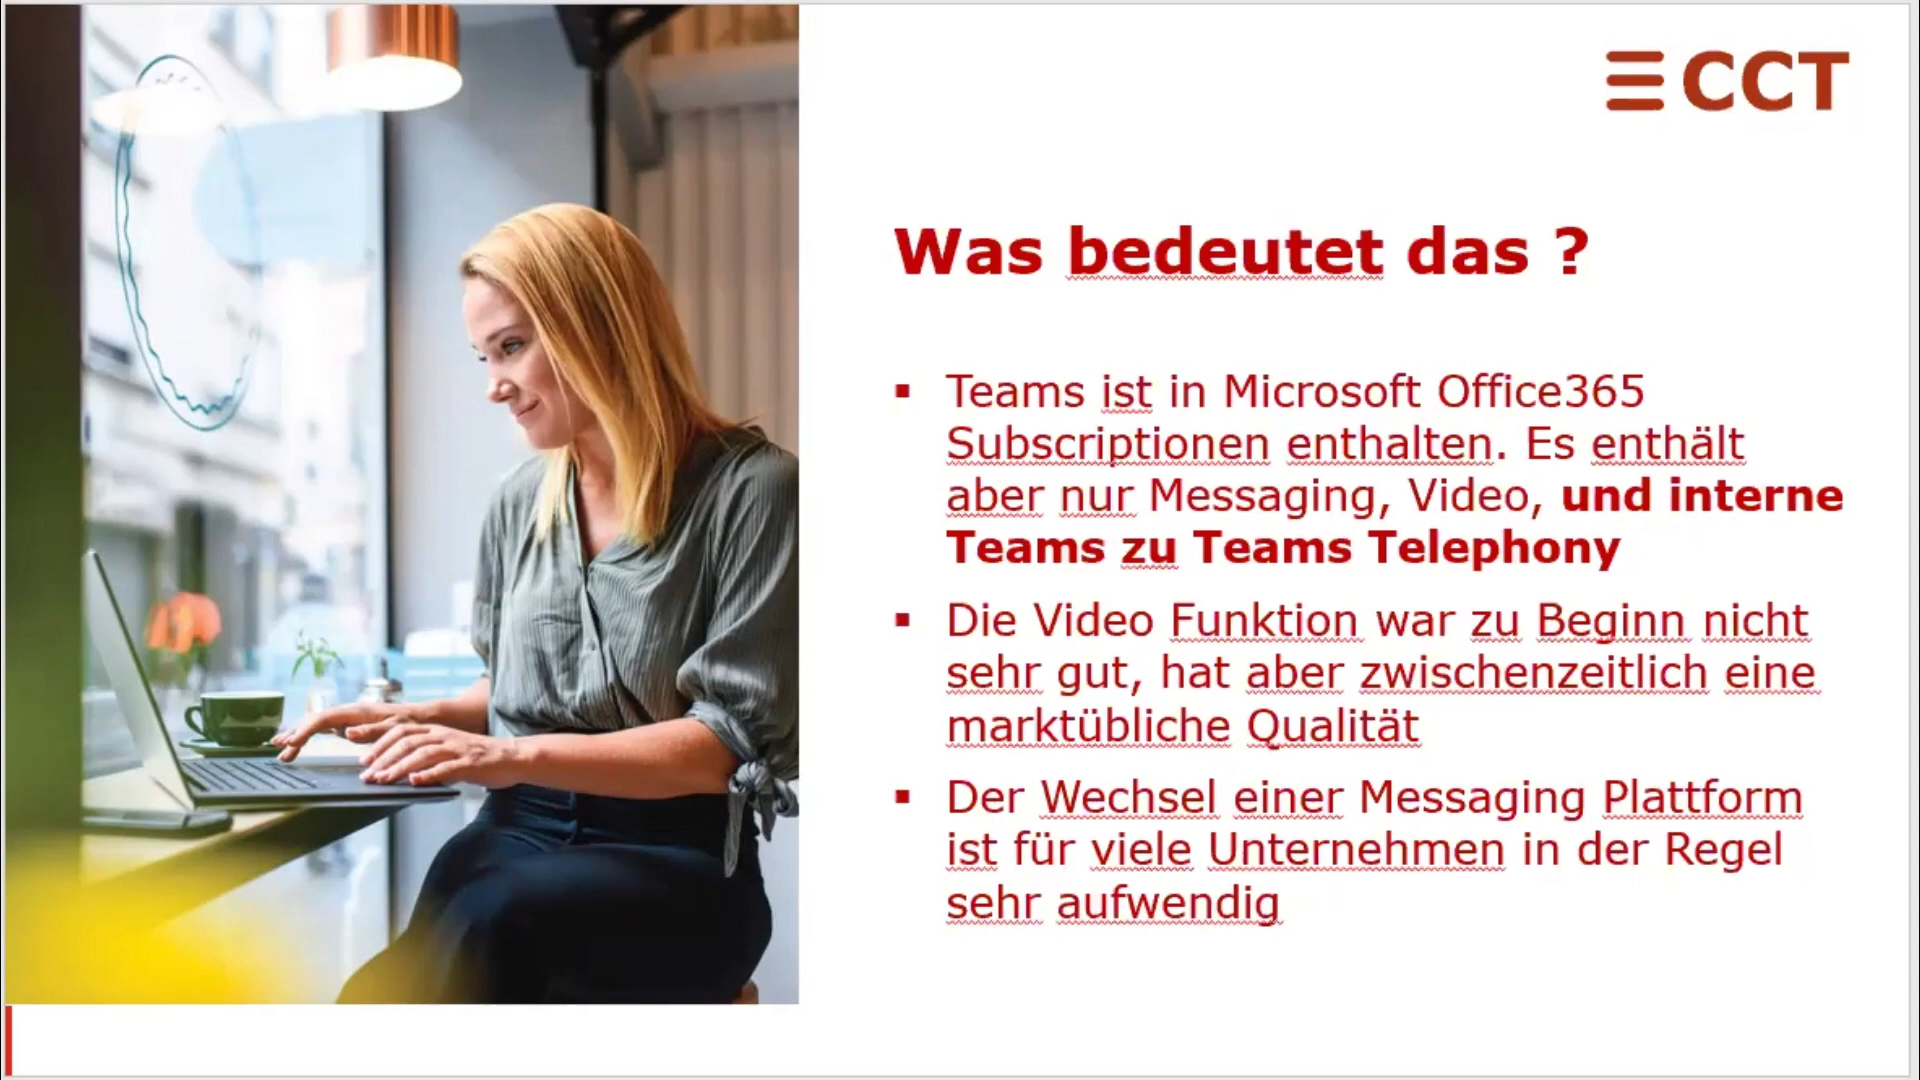 CCT
Was bedeutet das ?
▪ Teams ist in Microsoft Office365
Subscriptionen enthalten. Es enthält
aber nur Messaging, Video, und interne
Teams zu Teams Telephony
▪ Die Video Funktion war zu Beginn nicht
sehr gut, hat aber zwischenzeitlich eine
marktübliche Qualität
▪ Der Wechsel einer Messaging Plattform
ist für viele Unternehmen in der Regel
sehr aufwendig